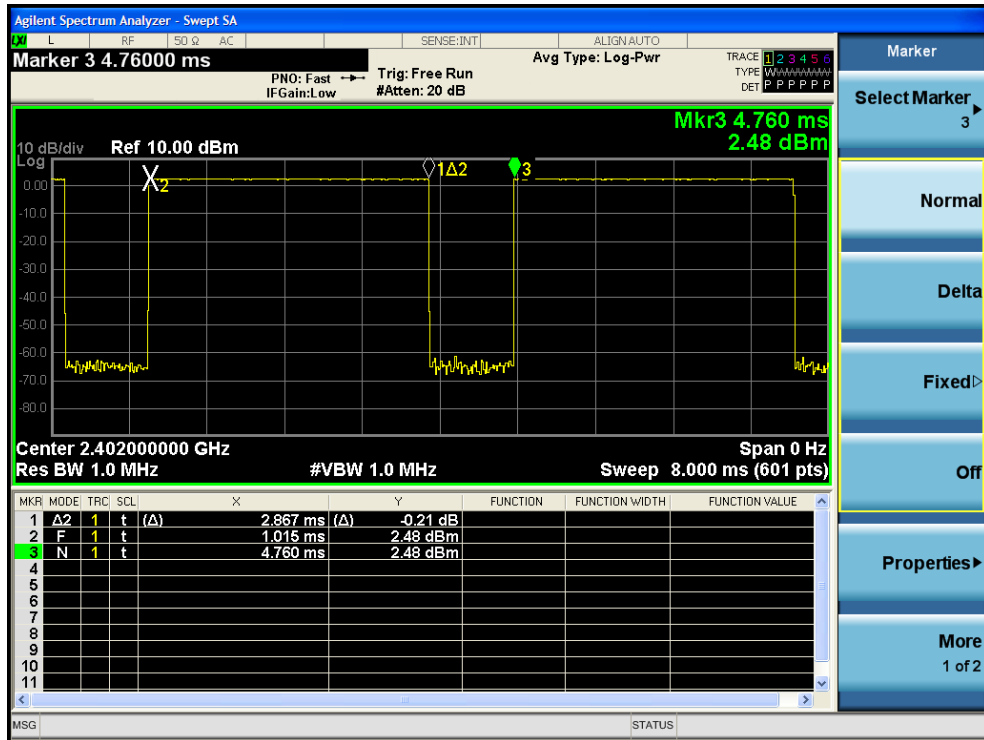 Agilent Spectrum Analyzer - Swept SA
LXI L RF 50 Ω AC SENSE:INT ALIGN AUTO
Marker 3 4.76000 ms
PNO: Fast
IFGain:Low
Trig: Free Run
#Atten: 20 dB
Avg Type: Log-Pwr
TRACE 1 2 3 4 5 6
TYPE W W W W W W
DET P P P P P P
Mkr3 4.760 ms
2.48 dBm
10 dB/div Ref 10.00 dBm
Log
1Δ2
3
X2
0.00
-10.0
-20.0
-30.0
-40.0
-50.0
-60.0
-70.0
-80.0
Center 2.402000000 GHz Span 0 Hz
Res BW 1.0 MHz #VBW 1.0 MHz Sweep 8.000 ms (601 pts)
MKR MODE TRC SCL X Y FUNCTION FUNCTION WIDTH FUNCTION VALUE
1 Δ2 1 t (Δ) 2.867 ms (Δ) -0.21 dB
2 F 1 t 1.015 ms 2.48 dBm
3 N 1 t 4.760 ms 2.48 dBm
4
5
6
7
8
9
10
11
MSG STATUS
Marker
Select Marker
3
Normal
Delta
Fixed
Off
Properties
More
1 of 2